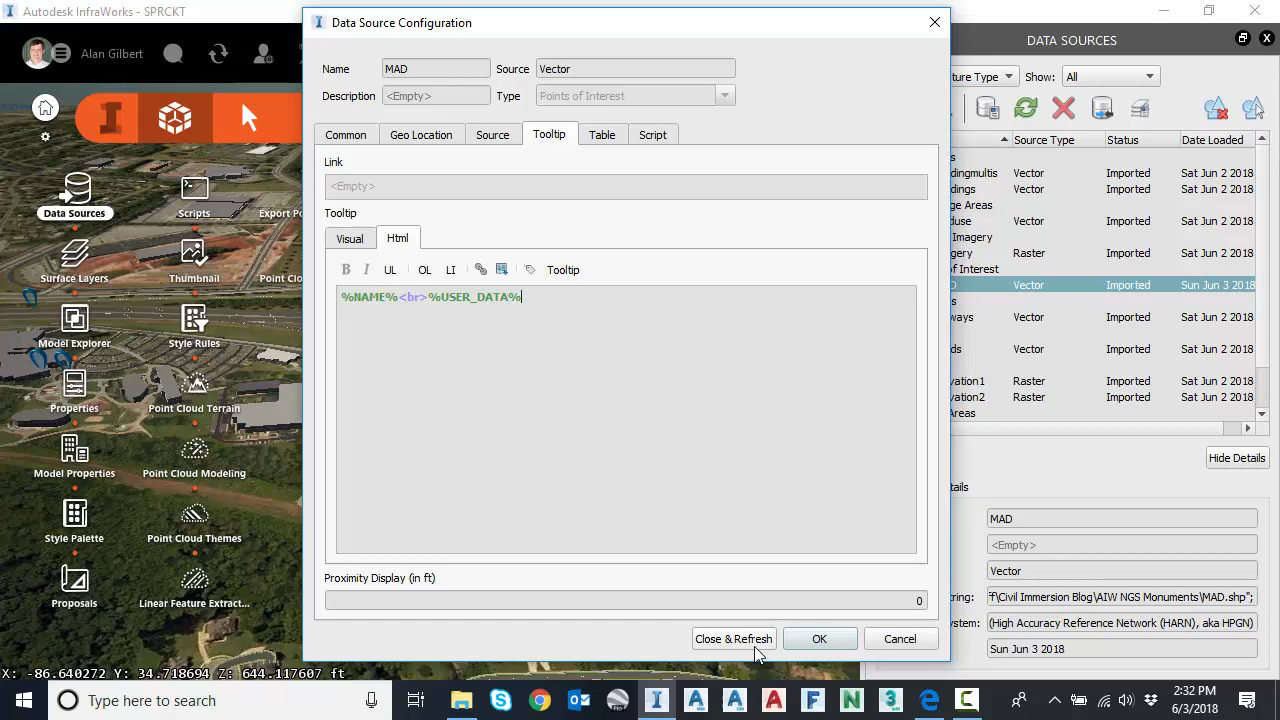 Autodesk InfraWorks - SPRCKT
Data Source Configuration
DATA SOURCES
Alan Gilbert
Name
MAD
Source
Vector
Description
<Empty>
Type
Points of Interest
Common
Geo Location
Source
Tooltip
Table
Script
Link
<Empty>
Tooltip
Visual
Html
B
I
UL
OL
LI
Tooltip
%NAME%<br>%USER_DATA%
Proximity Display (in ft)
0
Close & Refresh
OK
Cancel
Data Sources
Scripts
Export Po
Surface Layers
Thumbnail
Point Clo
Model Explorer
Style Rules
Properties
Point Cloud Terrain
Model Properties
Point Cloud Modeling
Style Palette
Point Cloud Themes
Proposals
Linear Feature Extract...
X: -86.640272 Y: 34.718694 Z: 644.117607 ft
ture Type
Show:
All
Source Type
Status
Date Loaded
s
dingmultis Vector Imported Sat Jun 2 2018
dings Vector Imported Sat Jun 2 2018
ge Areas
duse Vector Imported Sat Jun 2 2018
Imagery
Raster Imported Sat Jun 2 2018
of Interest
D Vector Imported Sun Jun 3 2018
s
ways Vector Imported Sat Jun 2 2018
ds Vector Imported Sat Jun 2 2018
vation1 Raster Imported Sat Jun 2 2018
vation2 Raster Imported Sat Jun 2 2018
Areas
Hide Details
etails
MAD
<Empty>
Vector
tring:
f\Civil Immersion Blog\AIW NGS Monuments\MAD.shp";
ystem:
(High Accuracy Reference Network (HARN), aka HPGN)
Sun Jun 3 2018
Type here to search
2:32 PM
6/3/2018